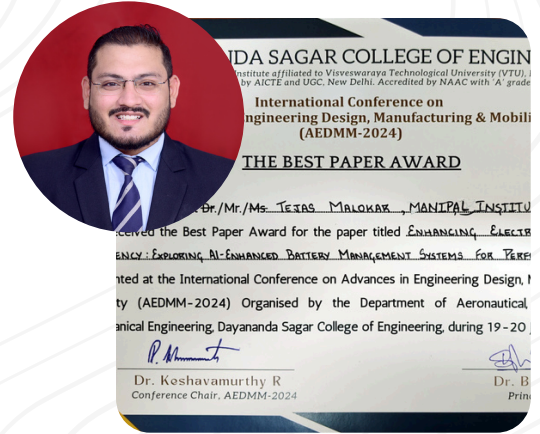 NDA SAGAR COLLEGE OF ENGIN
Institute affiliated to Visvesvaraya Technological University (VTU),
by AICTE and UGC, New Delhi. Accredited by NAAC with 'A' grade
International Conference on
ngineering Design, Manufacturing & Mobili
(AEDMM-2024)
THE BEST PAPER AWARD
Dr./Mr./Ms. TEJAS MALOKAR, MANIPAL INSTITU
ceived the Best Paper Award for the paper titled ENHANCING ELECTR
ENCY: EXPLORING AI-ENHANCED BATTERY MANAGEMENT SYSTEMS FOR PERF
nted at the International Conference on Advances in Engineering Design,
ty (AEDMM-2024) Organised by the Department of Aeronautical,
anical Engineering, Dayananda Sagar College of Engineering, during 19-20
Dr. Keshavamurthy R
Dr. B
Conference Chair, AEDMM-2024
Prin